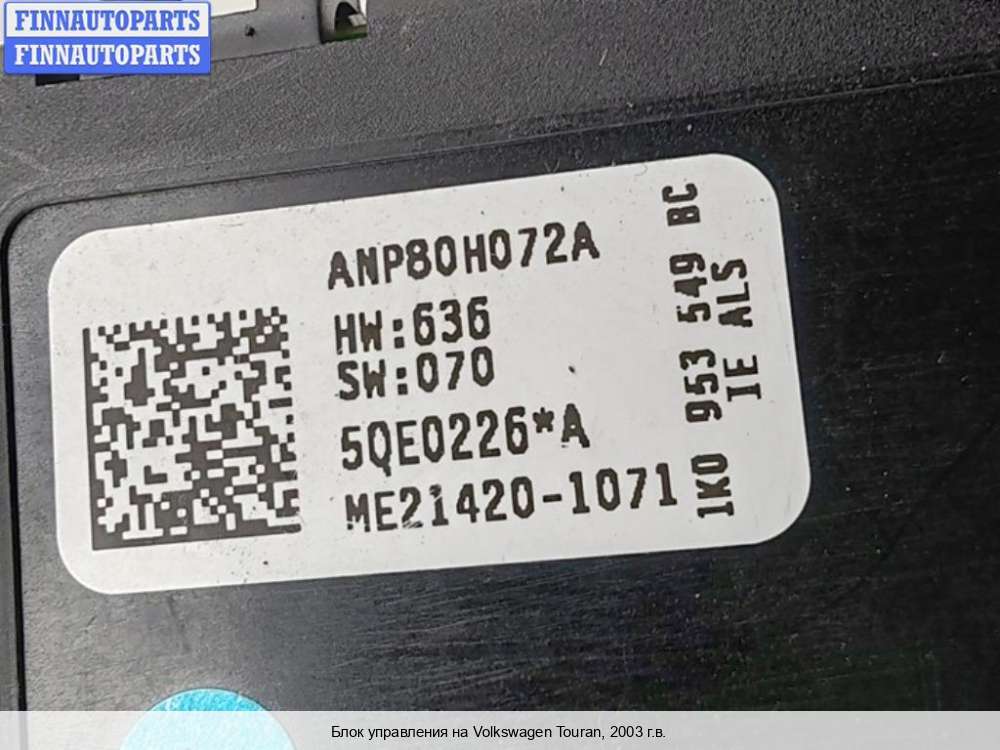 FINNAUTOPARTS
FINNAUTOPARTS
ANP80H072A
HW:636
SW:070
5QE0226*A
ME21420-1071
1K0 953 549 BC
IE ALS
Блок управления на Volkswagen Touran, 2003 г.в.